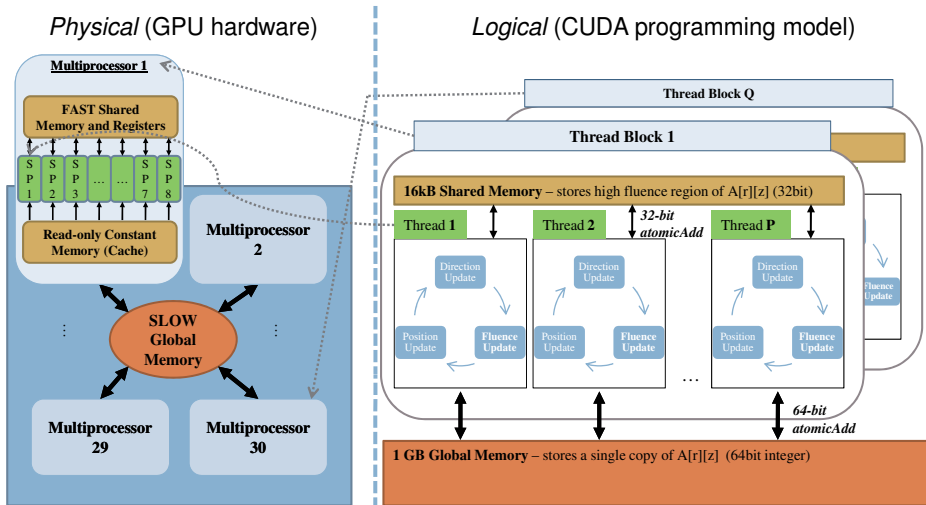 Physical (GPU hardware)
Multiprocessor 1
FAST Shared
Memory and Registers
S P 1
S P 2
S P 3
...
...
S P 7
S P 8
Read-only Constant
Memory (Cache)
Multiprocessor
2
...
SLOW
Global
Memory
...
Multiprocessor
29
Multiprocessor
30
Logical (CUDA programming model)
Thread Block Q
Thread Block 1
16kB Shared Memory – stores high fluence region of A[r][z] (32bit)
Thread 1
Thread 2
32-bit
atomicAdd
Thread P
Direction
Update
Position
Update
Fluence
Update
Direction
Update
Position
Update
Fluence
Update
...
Direction
Update
Position
Update
Fluence
Update
Fluence
Update
64-bit
atomicAdd
1 GB Global Memory – stores a single copy of A[r][z] (64bit integer)